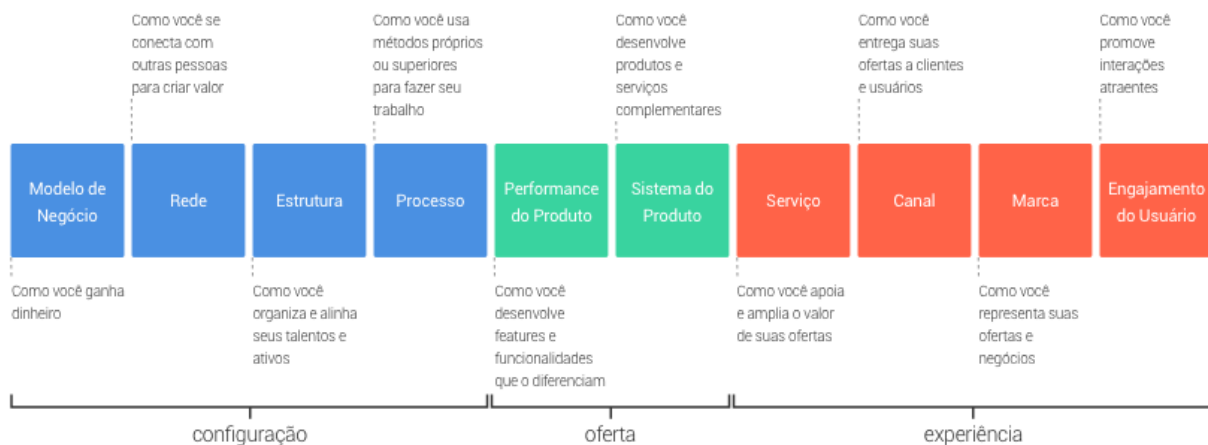 Como você se
conecta com
outras pessoas
para criar valor
Como você usa
métodos próprios
ou superiores
para fazer seu
trabalho
Como você
desenvolve
produtos e
serviços
complementares
Como você
entrega suas
ofertas a clientes
e usuários
Como você
promove
interações
atraentes
Modelo de
Negócio
Rede
Estrutura
Processo
Performance
do Produto
Sistema do
Produto
Serviço
Canal
Marca
Engajamento
do Usuário
Como você ganha
dinheiro
Como você
organiza e alinha
seus talentos e
ativos
Como você
desenvolve
features e
funcionalidades
que o diferenciam
Como você apoia
e amplia o valor
de suas ofertas
Como você
representa suas
ofertas e
negócios
configuração
oferta
experiência